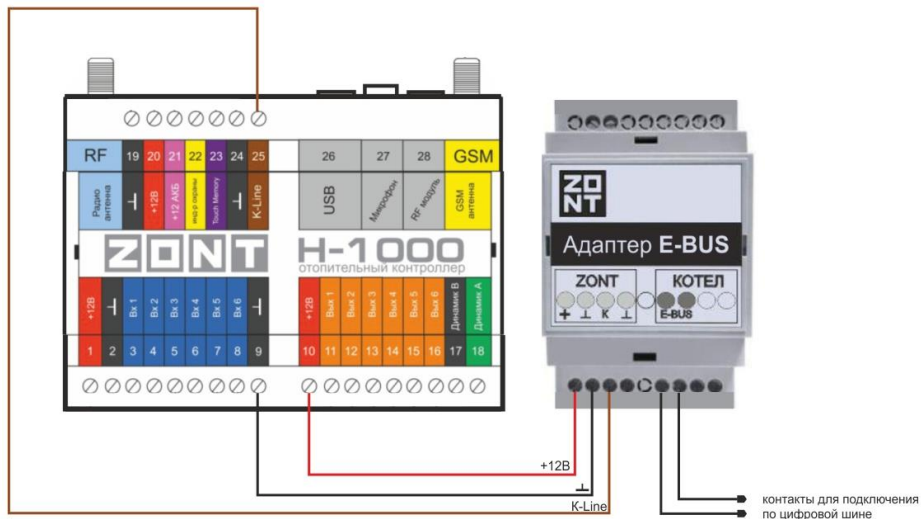 RF 19 20 21 22 23 24 25 26 27 28 GSM
Радио антенна ⊥ +12В +12 АКБ инд-р охраны Touch Memory ⊥ K-Line USB Микрофон RF модуль GSM антенна
ZONT H-1000
отопительный контроллер
+12В ⊥ Вх 1 Вх 2 Вх 3 Вх 4 Вх 5 Вх 6 ⊥ +12В Вых 1 Вых 2 Вых 3 Вых 4 Вых 5 Вых 6 Динамик В Динамик А
1 2 3 4 5 6 7 8 9 10 11 12 13 14 15 16 17 18
ZONT
Адаптер E-BUS
ZONT КОТЕЛ
+ ⊥ K ⊥ E-BUS
+12В
⊥
K-Line
контакты для подключения
по цифровой шине